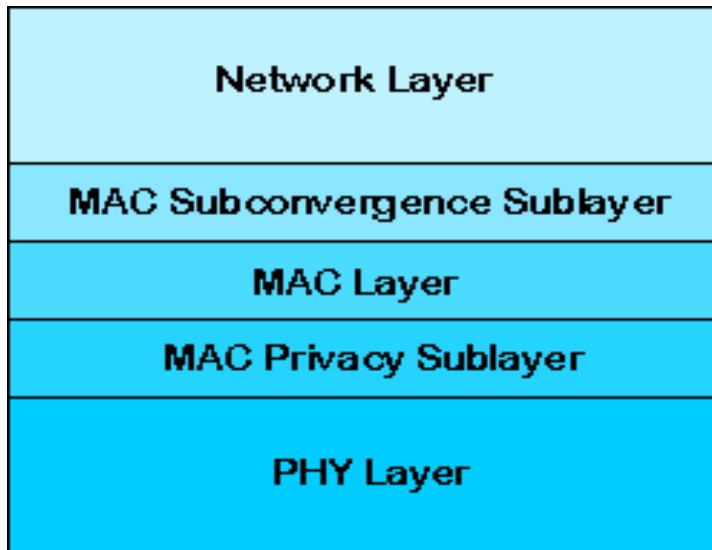 Network Layer
MAC Subconvergence Sublayer
MAC Layer
MAC Privacy Sublayer
PHY Layer